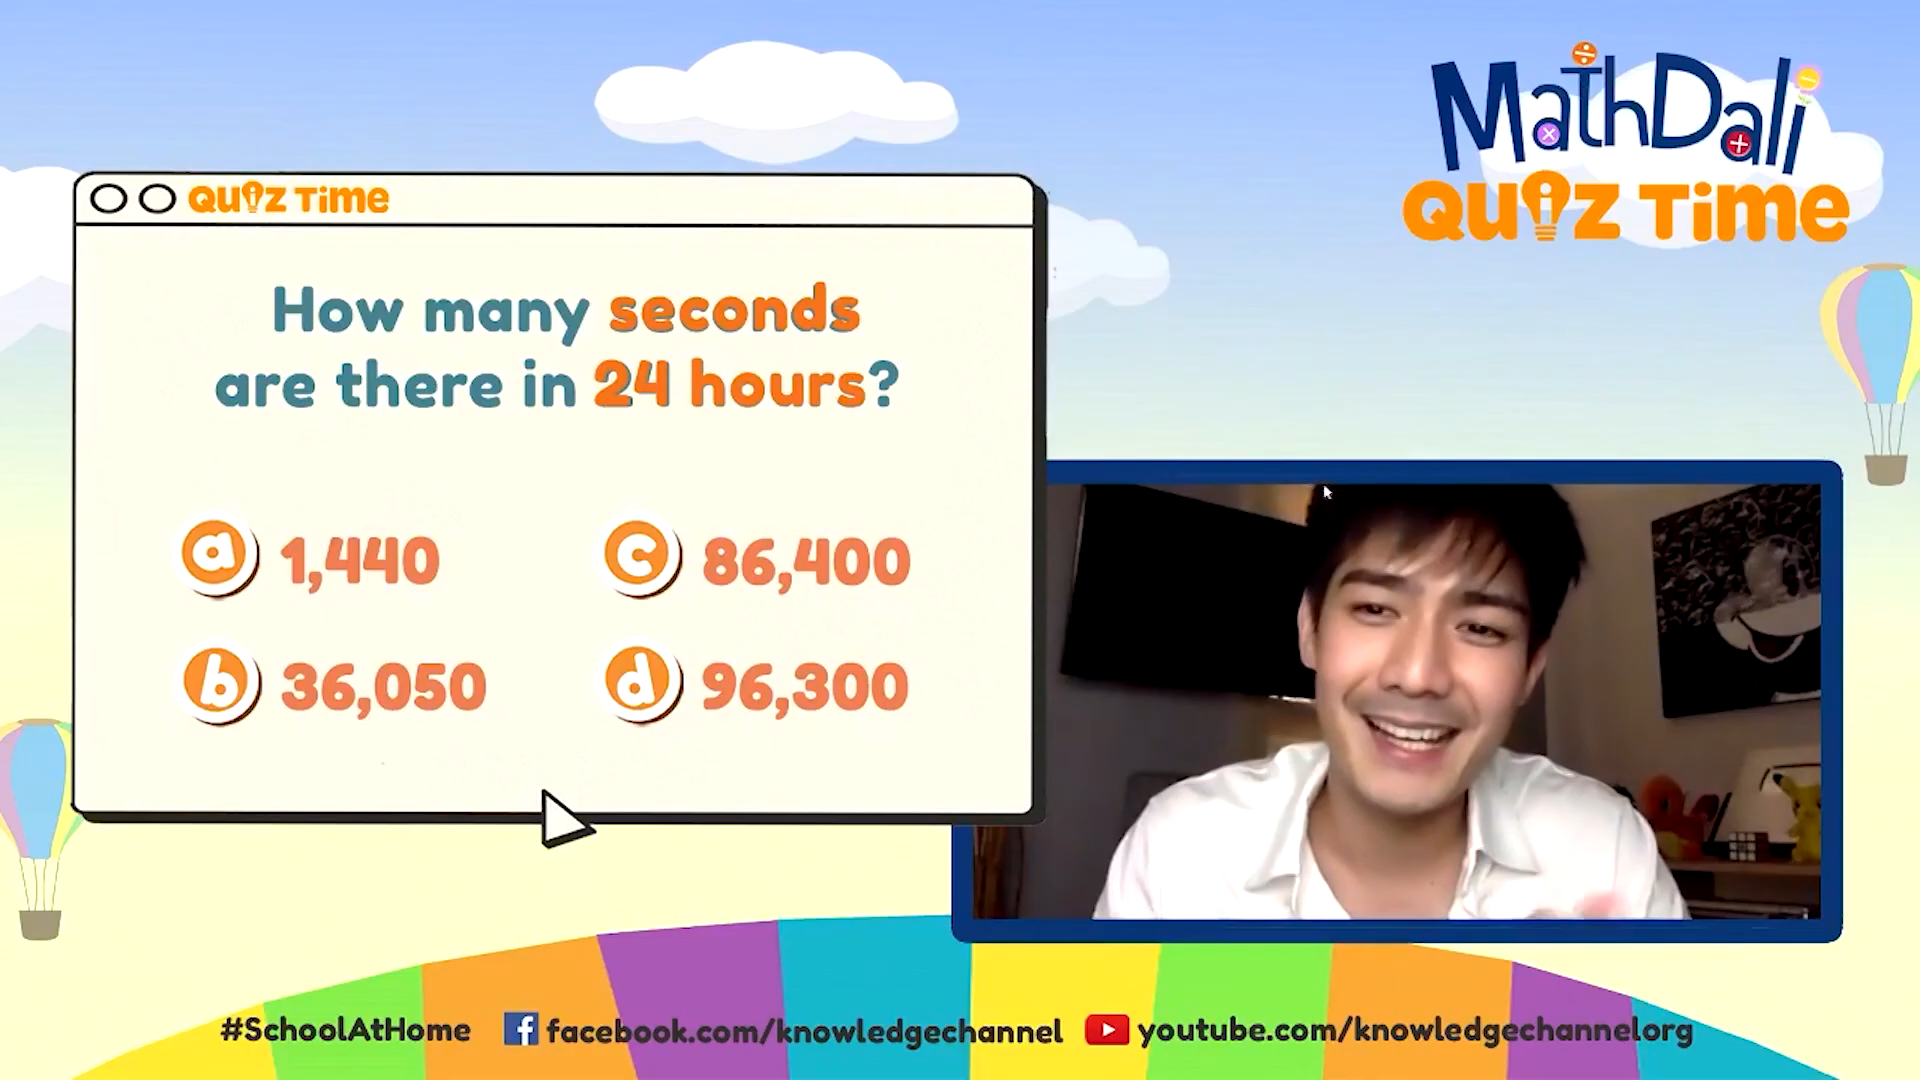 MathDali
QUIZ TIME
QUIZ TIME
How many seconds
are there in 24 hours?
a 1,440
b 36,050
c 86,400
d 96,300
#SchoolAtHome
facebook.com/knowledgechannel
youtube.com/knowledgechannelorg